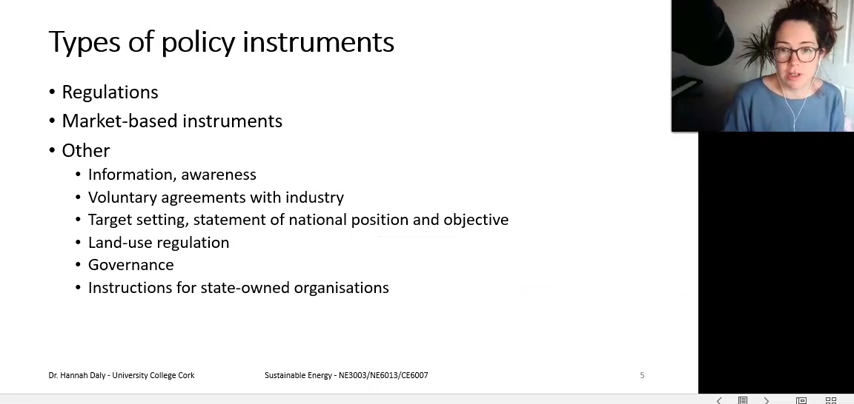 Types of policy instruments
• Regulations
• Market-based instruments
• Other
• Information, awareness
• Voluntary agreements with industry
• Target setting, statement of national position and objective
• Land-use regulation
• Governance
• Instructions for state-owned organisations
Dr. Hannah Daly - University College Cork
Sustainable Energy - NE3003/NE6013/CE6007
5